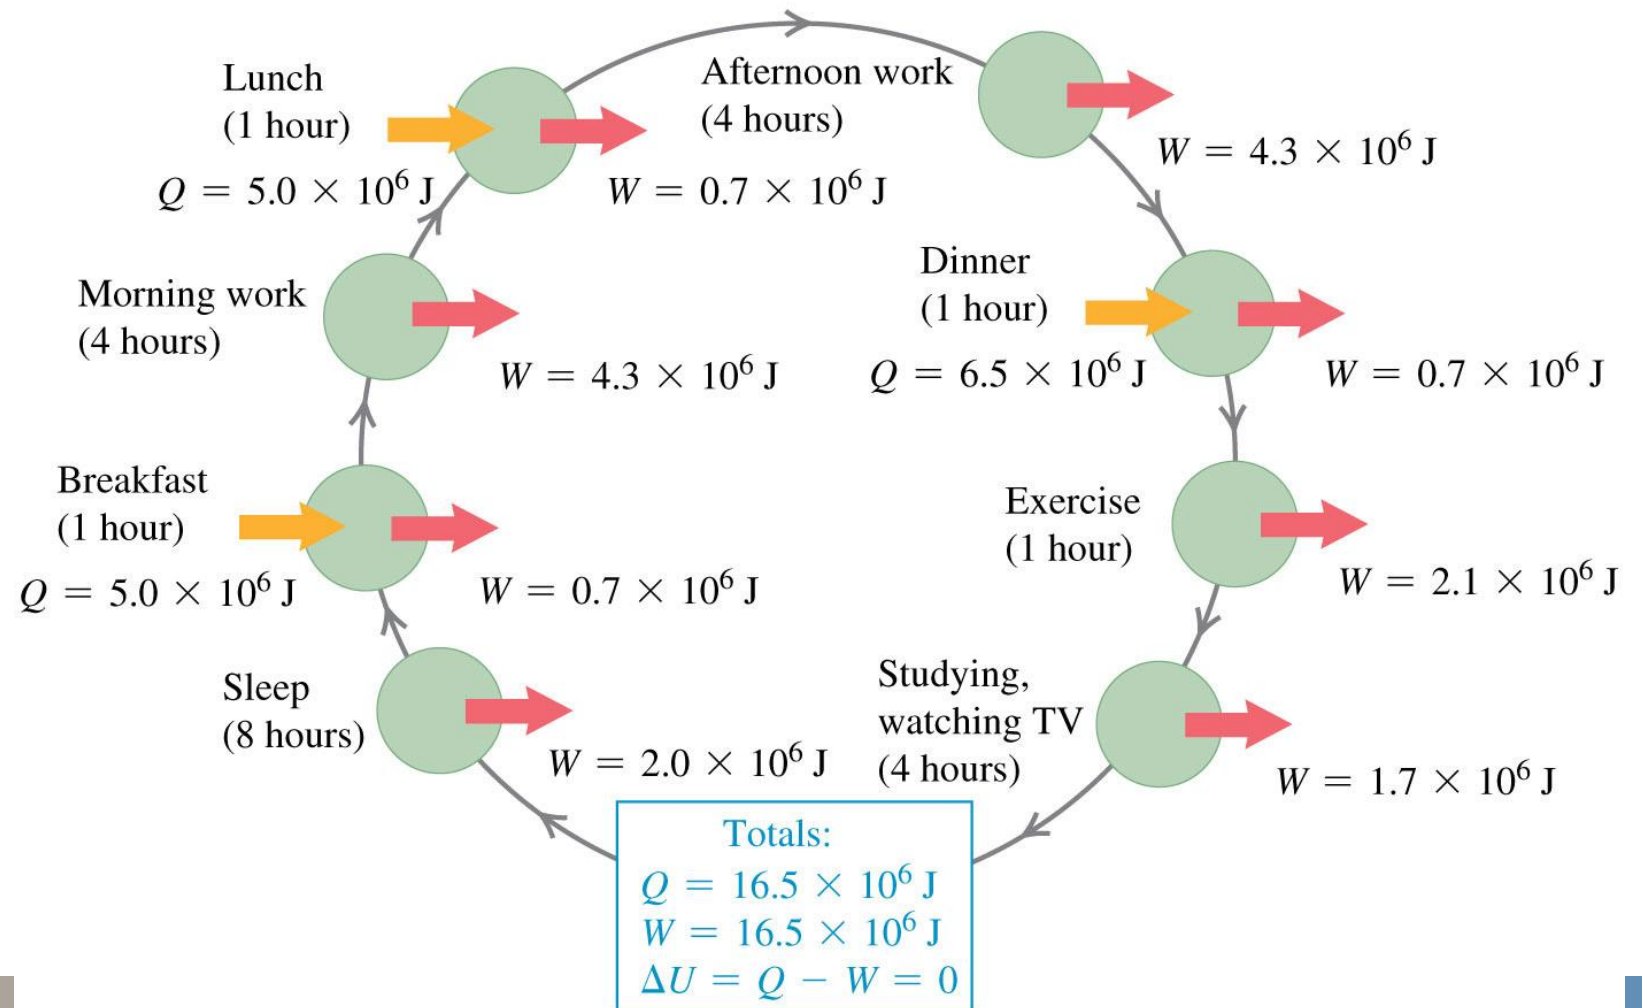 Lunch
(1 hour)
Q = 5.0 × 10⁶ J
W = 0.7 × 10⁶ J
Afternoon work
(4 hours)
W = 4.3 × 10⁶ J
Morning work
(4 hours)
W = 4.3 × 10⁶ J
Dinner
(1 hour)
Q = 6.5 × 10⁶ J
W = 0.7 × 10⁶ J
Breakfast
(1 hour)
Q = 5.0 × 10⁶ J
W = 0.7 × 10⁶ J
Exercise
(1 hour)
W = 2.1 × 10⁶ J
Sleep
(8 hours)
W = 2.0 × 10⁶ J
Studying,
watching TV
(4 hours)
W = 1.7 × 10⁶ J
Totals:
Q = 16.5 × 10⁶ J
W = 16.5 × 10⁶ J
ΔU = Q − W = 0